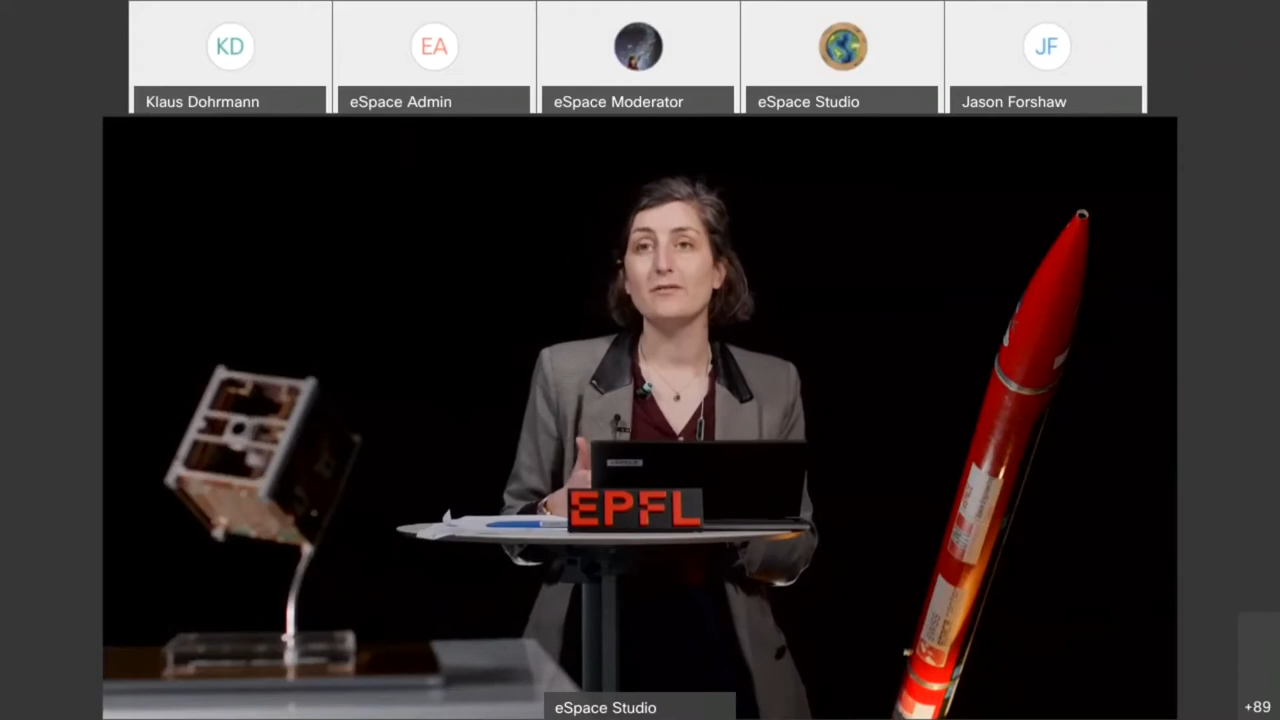 KD
EA
JF
Klaus Dohrmann
eSpace Admin
eSpace Moderator
eSpace Studio
Jason Forshaw
EPFL
eSpace Studio
+89